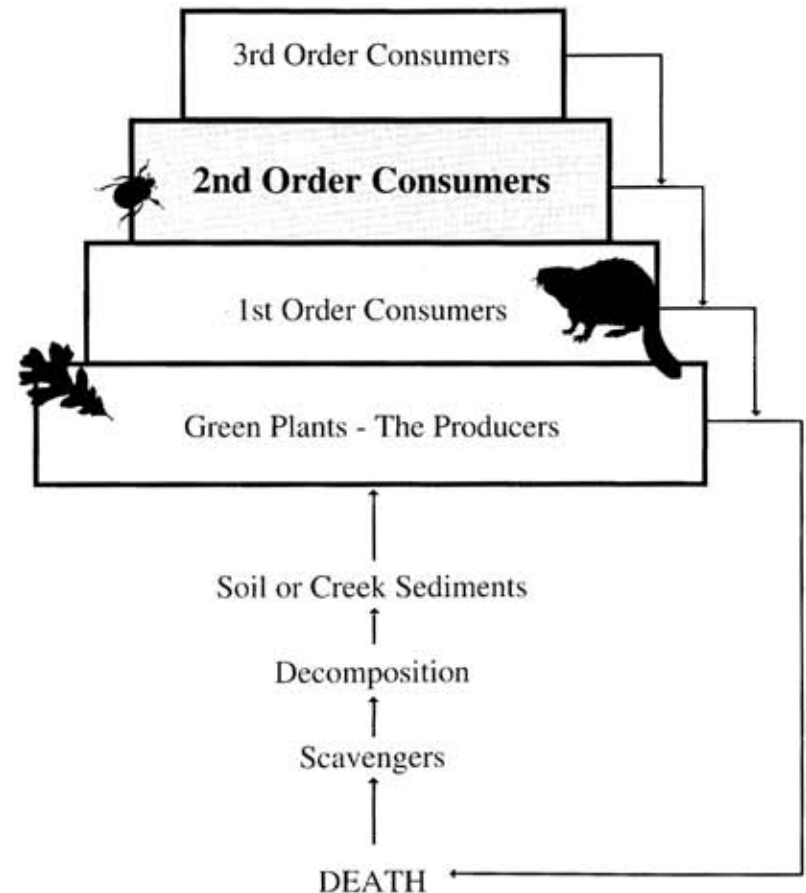 3rd Order Consumers
2nd Order Consumers
1st Order Consumers
Green Plants - The Producers
Soil or Creek Sediments
Decomposition
Scavengers
DEATH